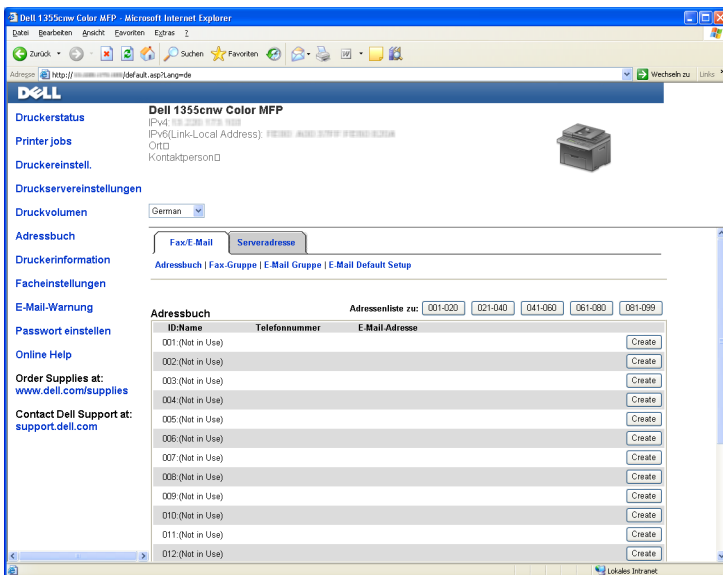 Dell 1355cnw Color MFP - Microsoft Internet Explorer
Datei Bearbeiten Ansicht Favoriten Extras ?
Zurück Suchen Favoriten
Adresse http:// /default.asp?Lang=de Wechseln zu Links
DELL
Dell 1355cnw Color MFP
IPv4:
IPv6(Link-Local Address):
Ort
Kontaktperson
German
Druckerstatus
Printer jobs
Druckereinstell.
Druckservereinstellungen
Druckvolumen
Adressbuch
Druckerinformation
Facheinstellungen
E-Mail-Warnung
Passwort einstellen
Online Help
Order Supplies at:
www.dell.com/supplies
Contact Dell Support at:
support.dell.com
Fax/E-Mail Serveradresse
Adressbuch | Fax-Gruppe | E-Mail Gruppe | E-Mail Default Setup
Adressbuch Adressenliste zu: 001-020 021-040 041-060 061-080 081-099
ID:Name Telefonnummer E-Mail-Adresse
001:(Not in Use) Create
002:(Not in Use) Create
003:(Not in Use) Create
004:(Not in Use) Create
005:(Not in Use) Create
006:(Not in Use) Create
007:(Not in Use) Create
008:(Not in Use) Create
009:(Not in Use) Create
010:(Not in Use) Create
011:(Not in Use) Create
012:(Not in Use) Create
Lokales Intranet